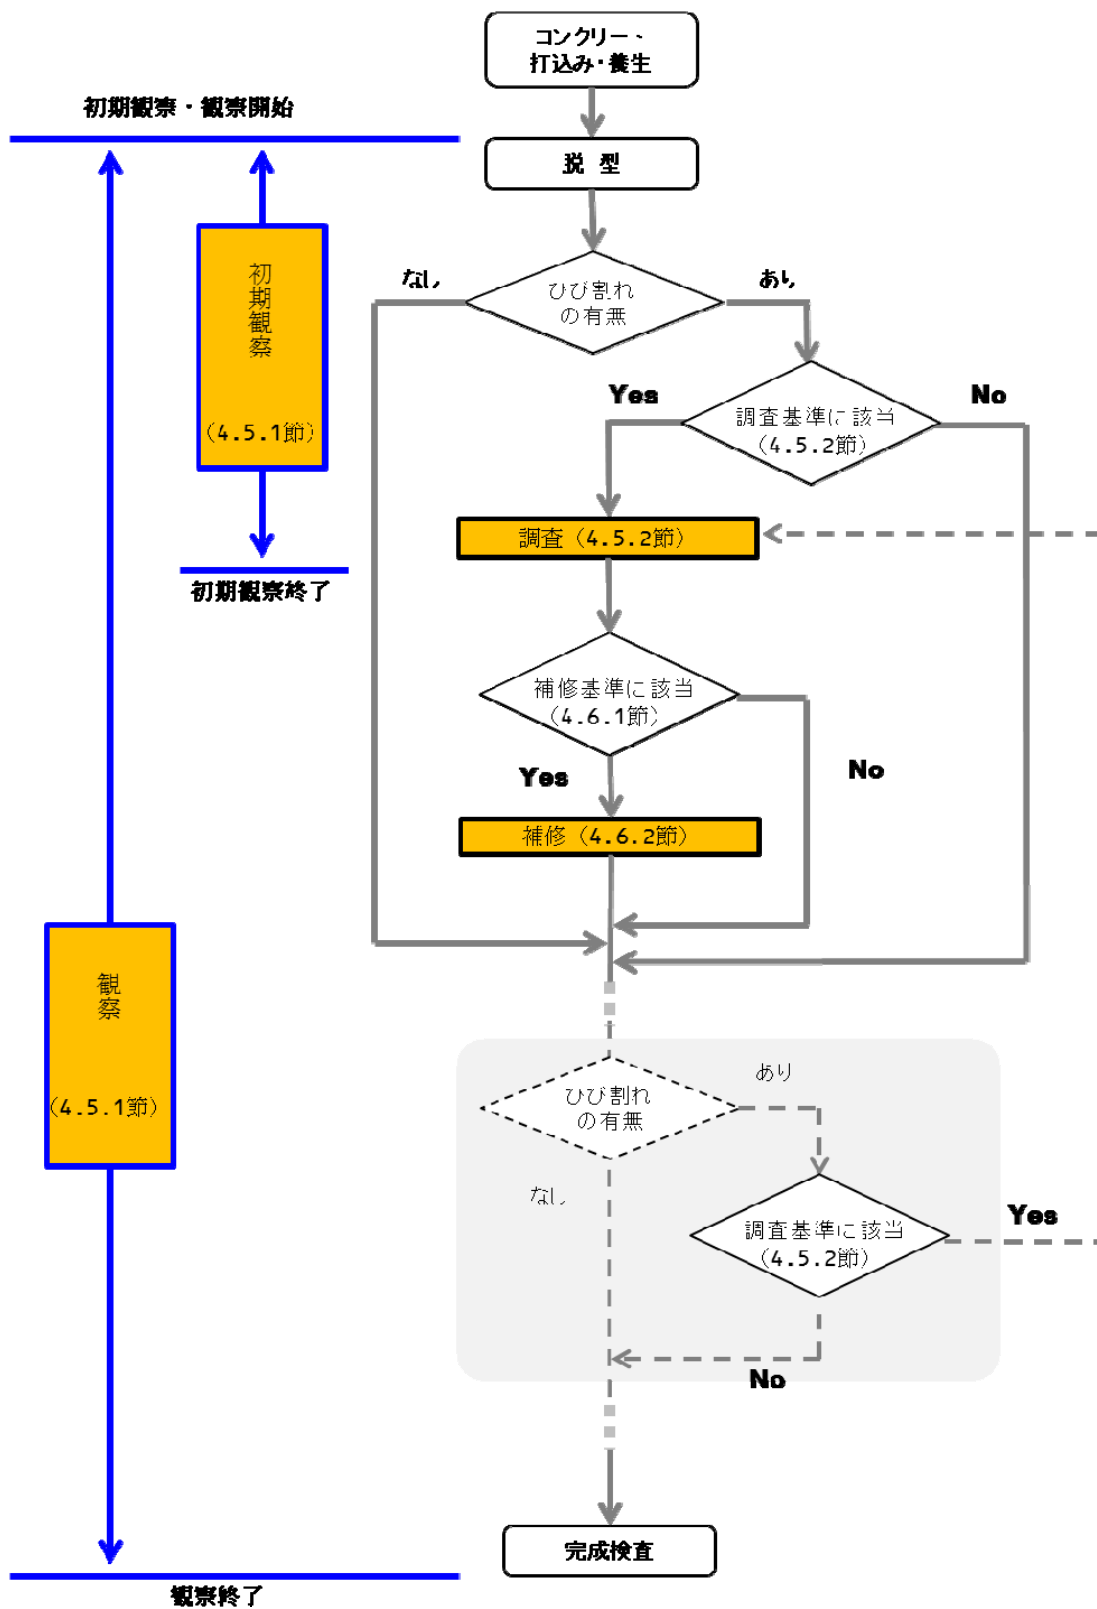 コンクリート
打込み・養生
初期観察・観察開始
脱 型
なし
ひび割れ
の有無
あり
初期観察
(4.5.1節)
Yes
調査基準に該当
(4.5.2節)
No
調査(4.5.2節)
初期観察終了
補修基準に該当
(4.6.1節)
Yes
No
補修(4.6.2節)
観察
(4.5.1節)
ひび割れ
の有無
あり
なし
調査基準に該当
(4.5.2節)
Yes
No
完成検査
観察終了